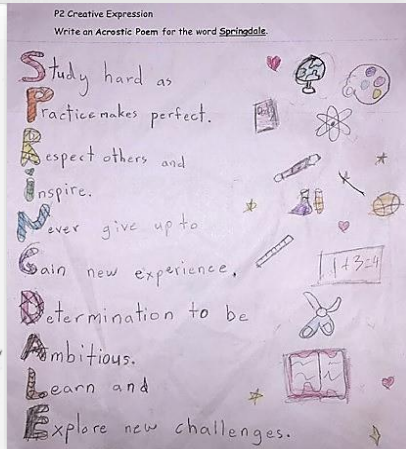 P2 Creative Expression
Write an Acrostic Poem for the word Springdale.
Study hard as
Practice makes perfect.
Respect others and
inspire.
Never give up to
Gain new experience,
1+3=4
Determination to be
Ambitious.
Learn and
Explore new challenges.